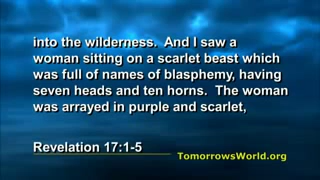 into the wilderness.  And I saw a
woman sitting on a scarlet beast which
was full of names of blasphemy, having
seven heads and ten horns.  The woman
was arrayed in purple and scarlet,
Revelation 17:1-5
TomorrowsWorld.org